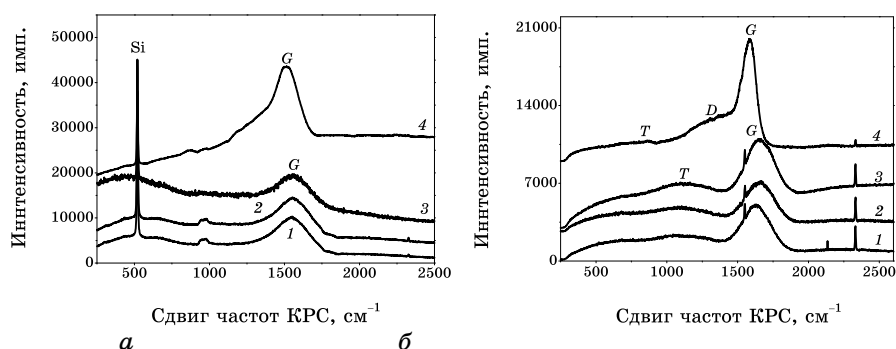 Иннтенсивность, имп.
50000
40000
30000
20000
10000
0
Si
G
4
G
3
2
1
500
1000
1500
2000
2500
Сдвиг частот КРС, см⁻¹
а
Иннтенсивность, имп.
21000
14000
7000
0
G
D
T
4
G
T
3
2
1
500
1000
1500
2000
2500
Сдвиг частот КРС, см⁻¹
б